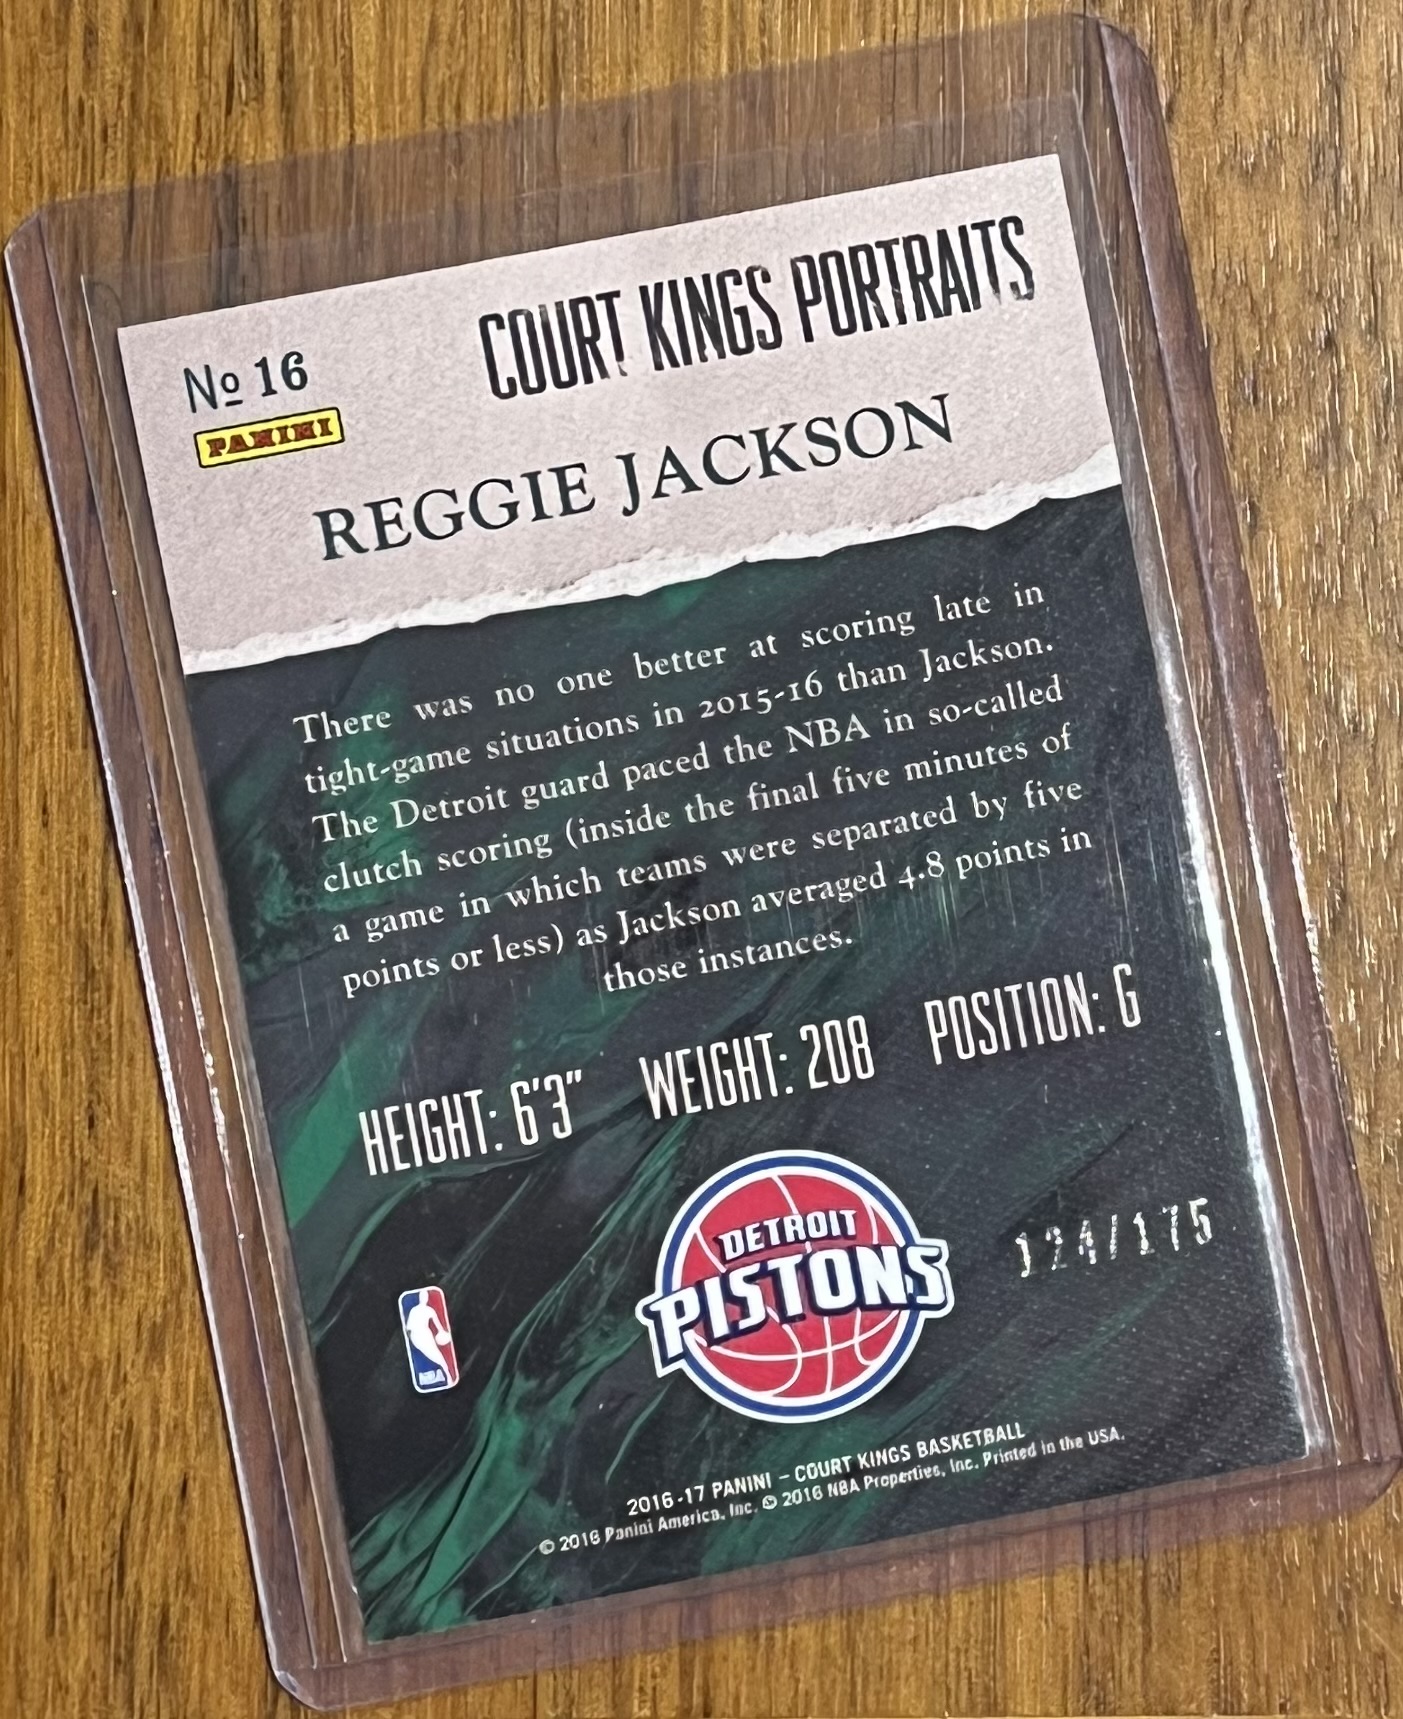 No 16
PANINI
COURT KINGS PORTRAITS
REGGIE JACKSON
There was no one better at scoring late in
tight-game situations in 2015-16 than Jackson.
The Detroit guard paced the NBA in so-called
clutch scoring (inside the final five minutes of
a game in which teams were separated by five
points or less) as Jackson averaged 4.8 points in
those instances.
HEIGHT: 6'3" WEIGHT: 208 POSITION: G
DETROIT
PISTONS
124/175
NBA
2016-17 PANINI – COURT KINGS BASKETBALL
© 2016 Panini America, Inc. © 2016 NBA Properties, Inc. Printed in the USA.